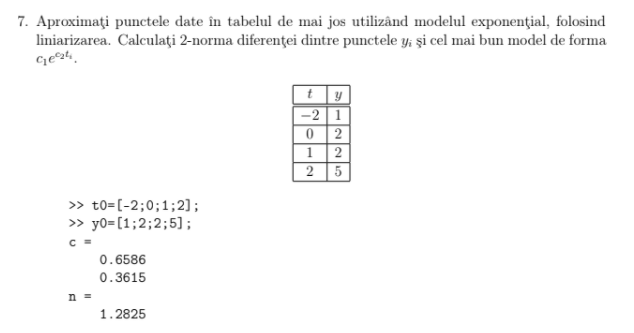 7. Aproximaţi punctele date în tabelul de mai jos utilizând modelul exponenţial, folosind
liniarizarea. Calculaţi 2-norma diferenţei dintre punctele yᵢ şi cel mai bun model de forma
c₁e^{c₂tᵢ}.
t y
−2 1
0 2
1 2
2 5
>> t0=[-2;0;1;2];
>> y0=[1;2;2;5];
c =
0.6586
0.3615
n =
1.2825